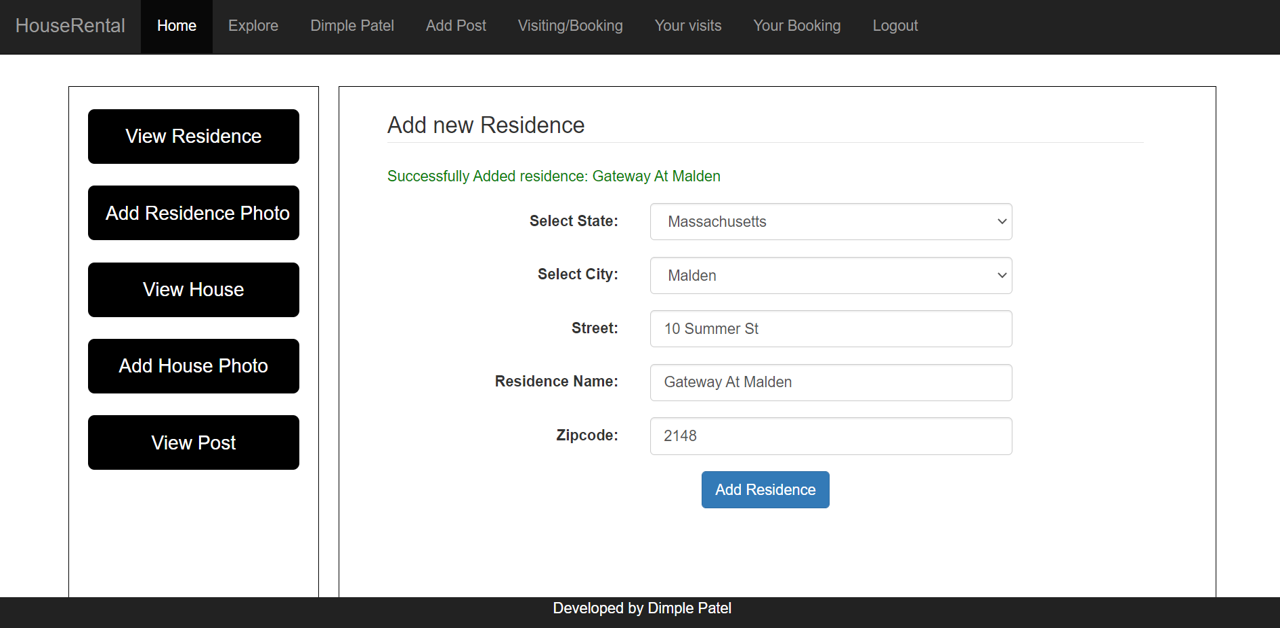 HouseRental Home Explore Dimple Patel Add Post Visiting/Booking Your visits Your Booking Logout
View Residence
Add Residence Photo
View House
Add House Photo
View Post
Add new Residence
Successfully Added residence: Gateway At Malden
Select State: Massachusetts
Select City: Malden
Street: 10 Summer St
Residence Name: Gateway At Malden
Zipcode: 2148
Add Residence
Developed by Dimple Patel